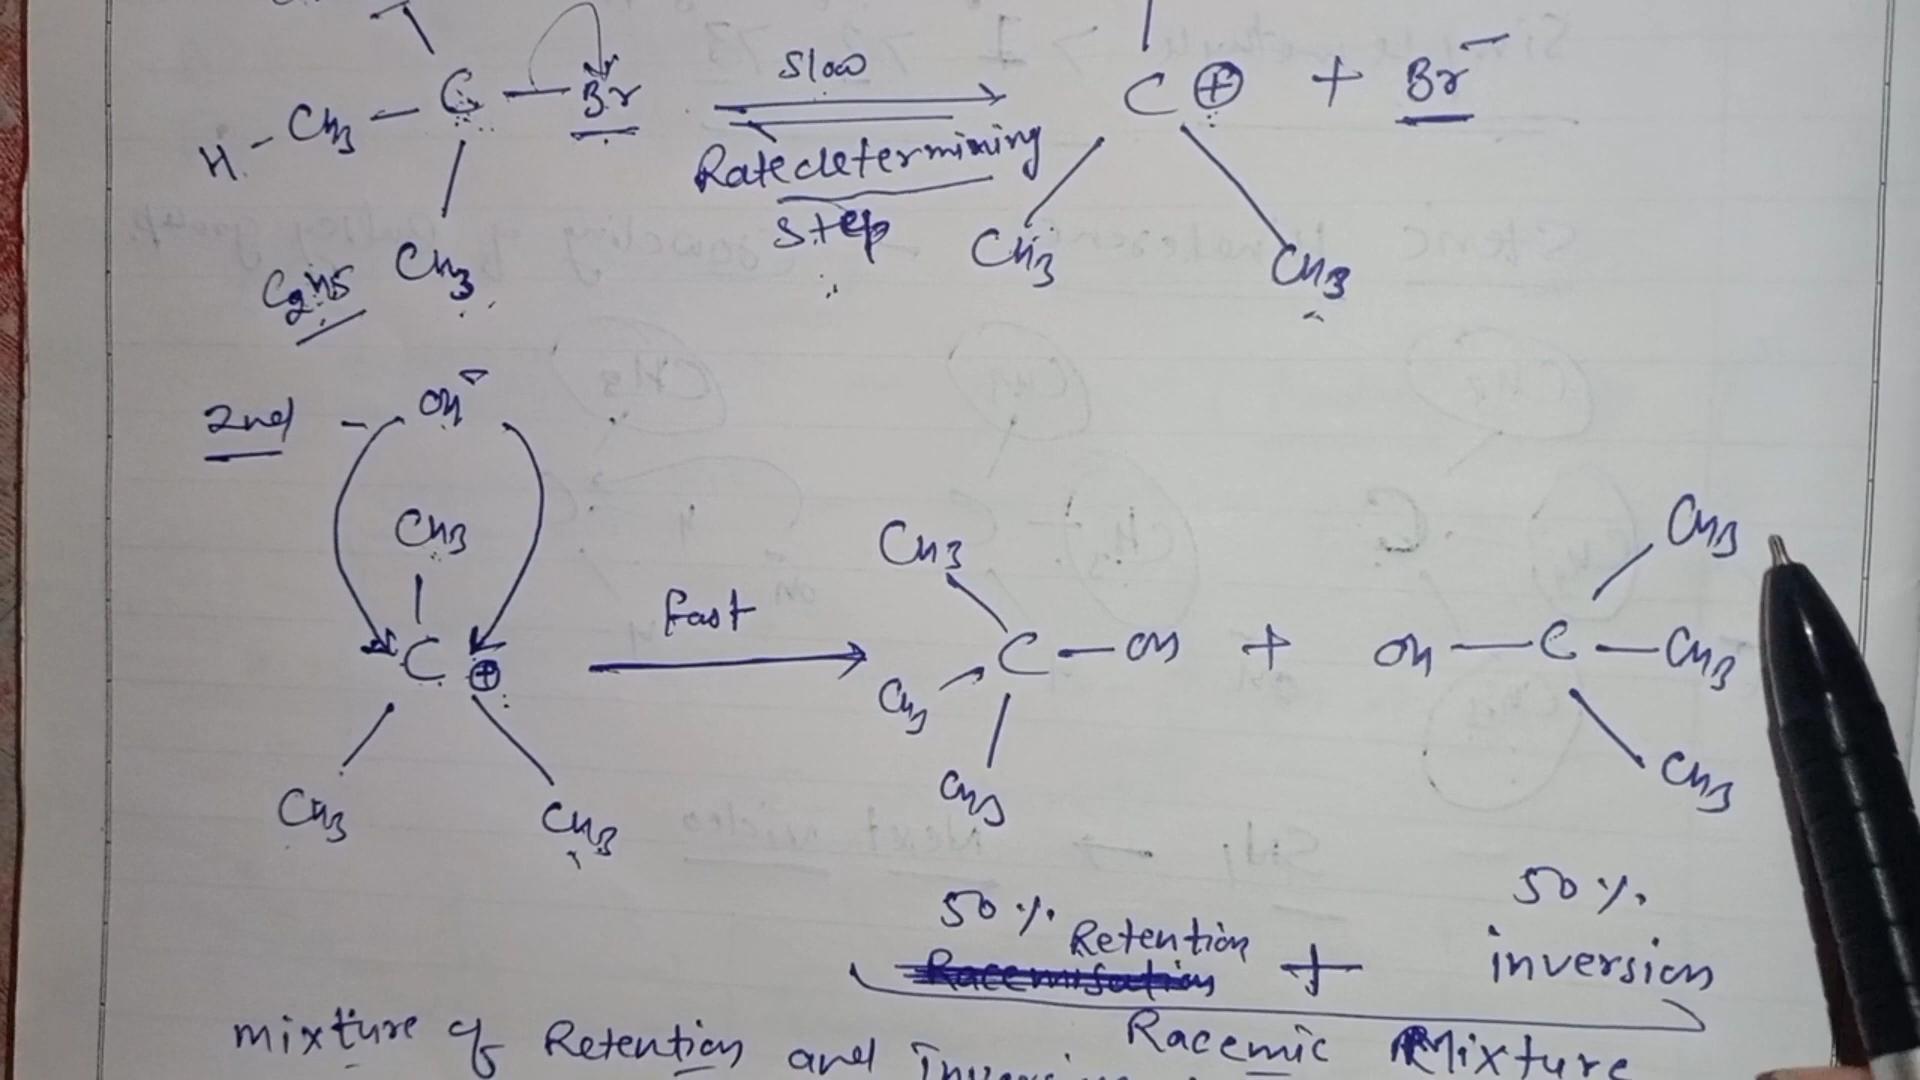 C — Br
slow
C ⊕ + Br⁻
H - CH3
Ratedetermining
step
CH3
CH3
C2H5
CH3
2nd -
OH⁻
CH3
C ⊕
CH3
CH3
fast
CH3
CH3
C — OH
CH3
+
OH — C — CH3
CH3
CH3
50 %
Retention
+
50 %
inversion
Racemic Mixture
mixture of Retention and